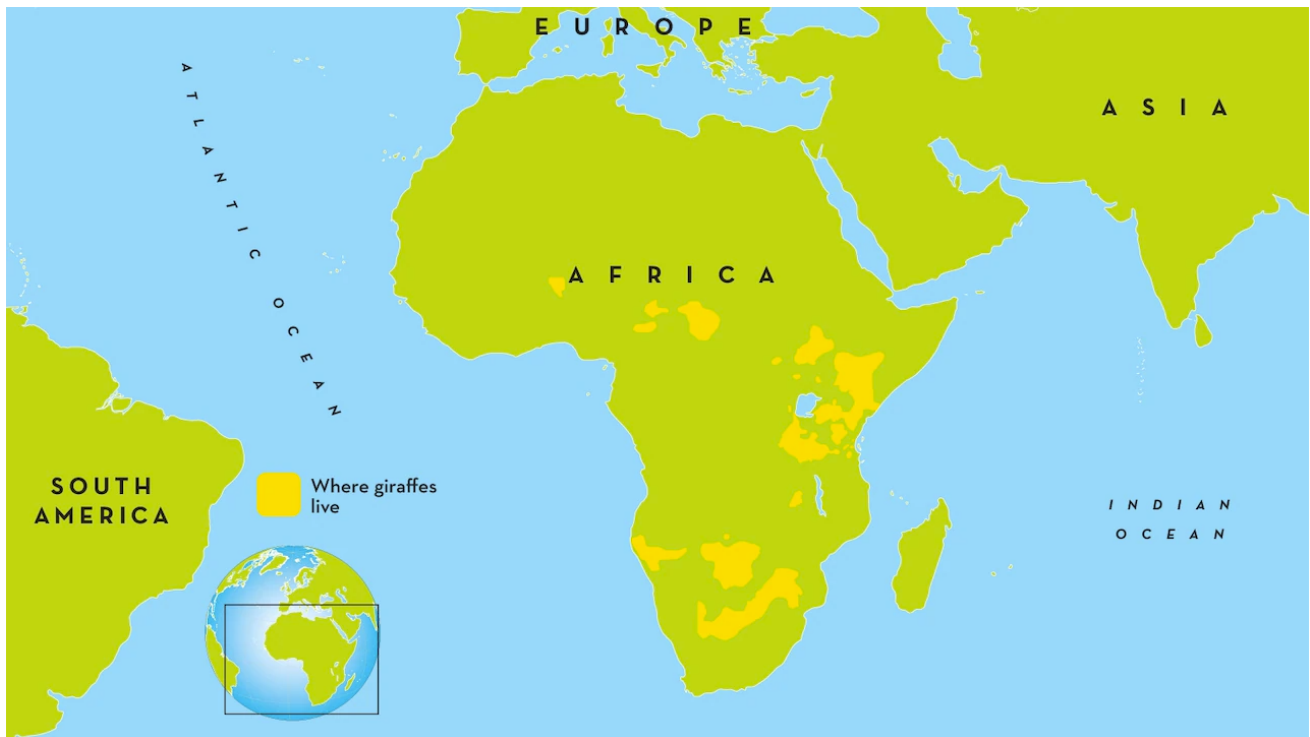 EUROPE
ATLANTIC OCEAN
ASIA
AFRICA
SOUTH
AMERICA
Where giraffes
live
INDIAN
OCEAN